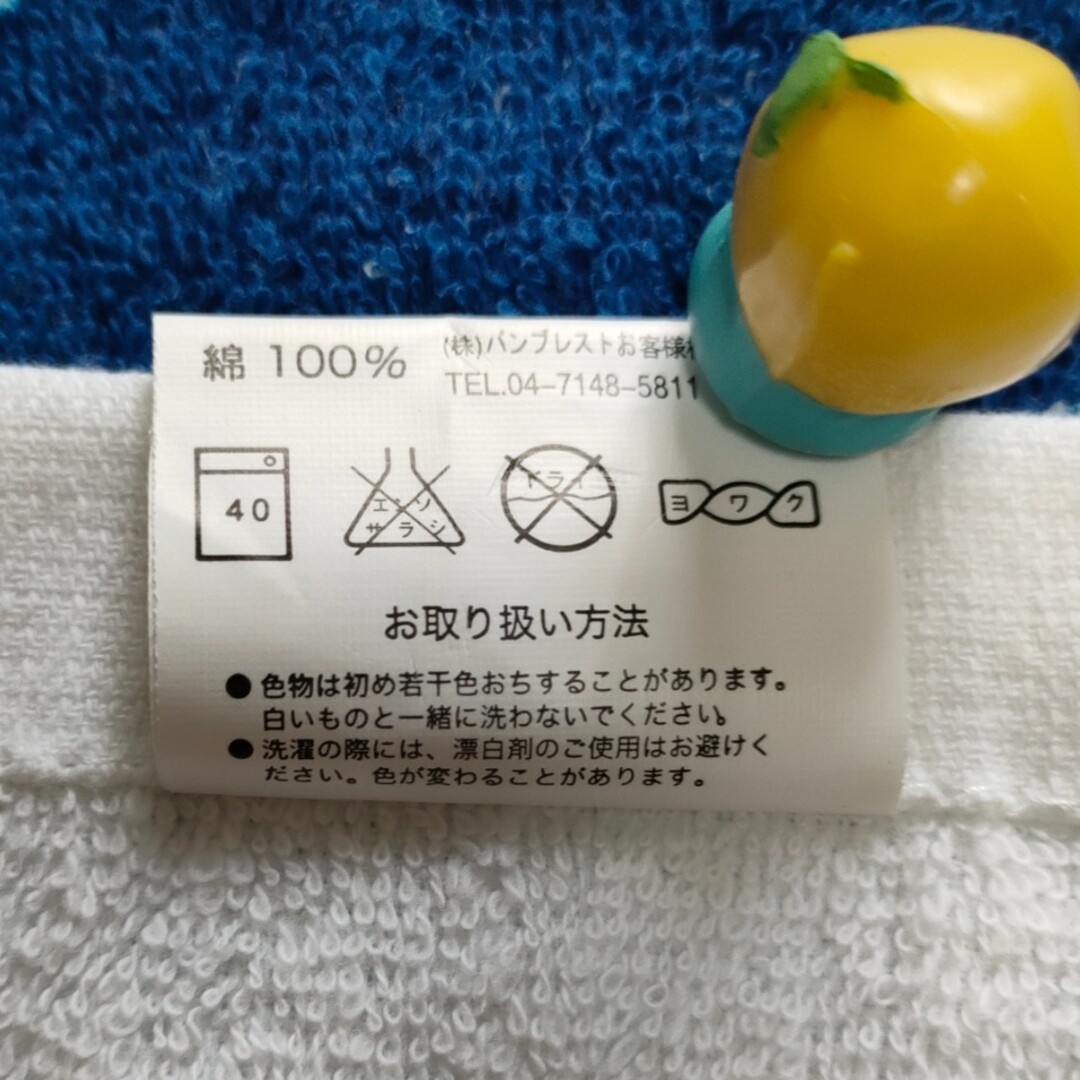 綿 100%
(株)バンブレストお客様
TEL.04-7148-5811
40
エンソ
サラシ
ドライ
ヨワク
お取り扱い方法
●色物は初め若干色おちすることがあります。
白いものと一緒に洗わないでください。
●洗濯の際には、漂白剤のご使用はお避けく
ださい。色が変わることがあります。